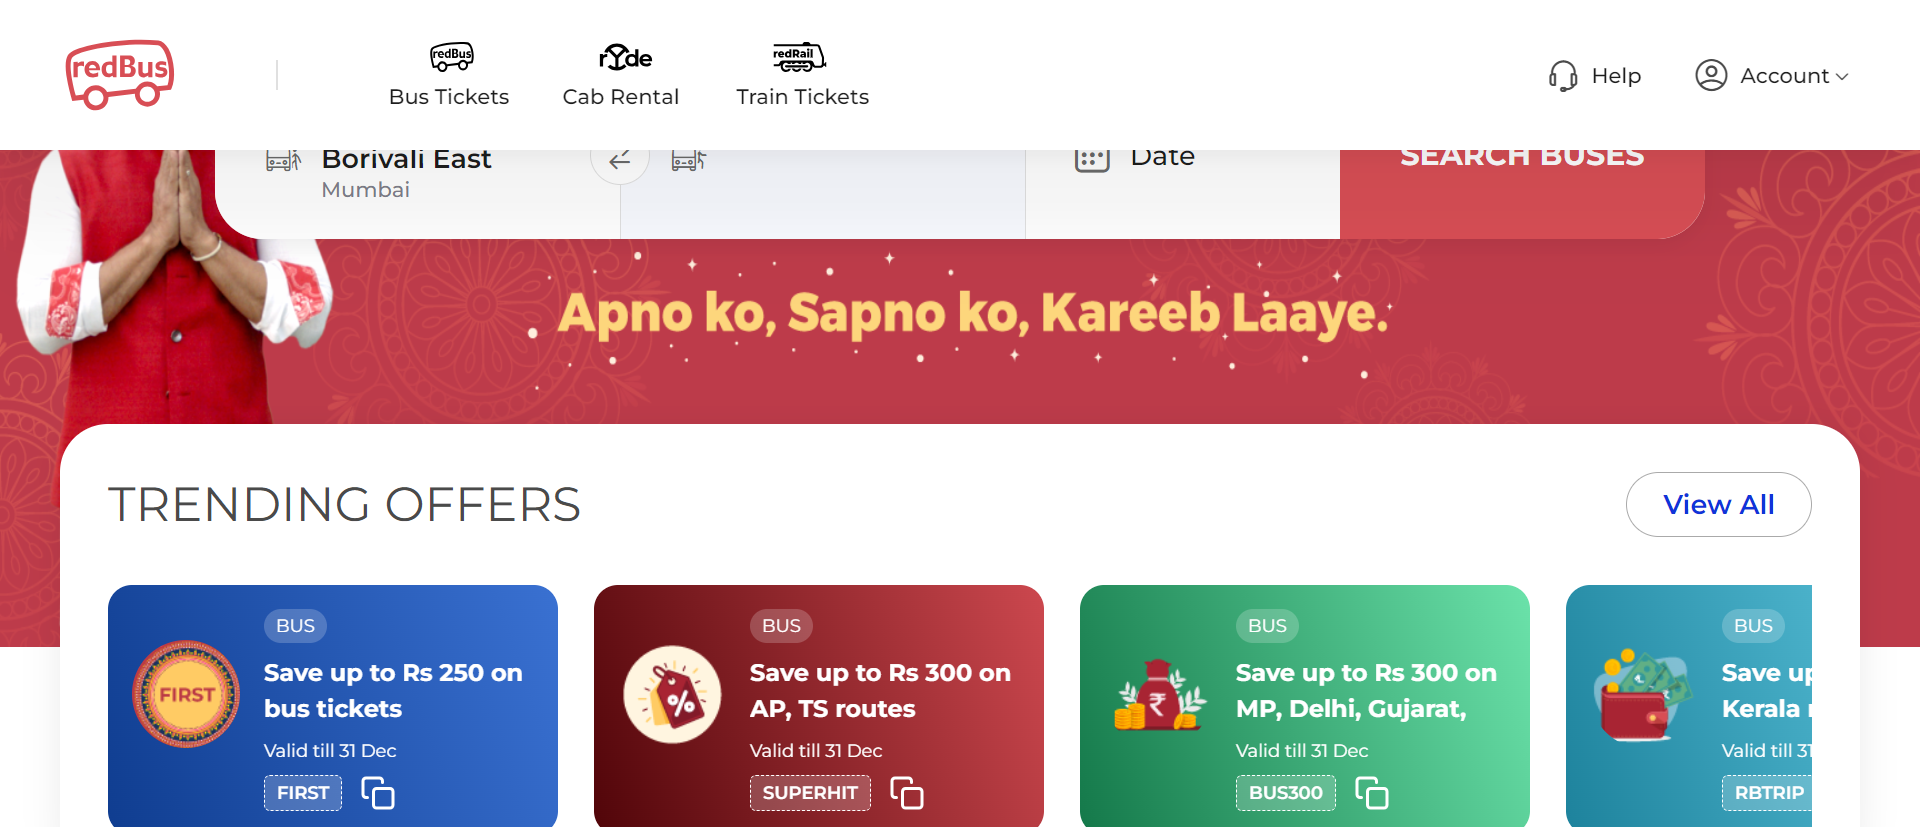 redBus
redBus
Bus Tickets
rYde
Cab Rental
redRail
Train Tickets
Help
Account
Borivali East
Mumbai
Date
SEARCH BUSES
Apno ko, Sapno ko, Kareeb Laaye.
TRENDING OFFERS
View All
BUS
FIRST
Save up to Rs 250 on
bus tickets
Valid till 31 Dec
FIRST
BUS
%
Save up to Rs 300 on
AP, TS routes
Valid till 31 Dec
SUPERHIT
BUS
₹
Save up to Rs 300 on
MP, Delhi, Gujarat,
Valid till 31 Dec
BUS300
BUS
Save up
Kerala
Valid till 31
RBTRIP